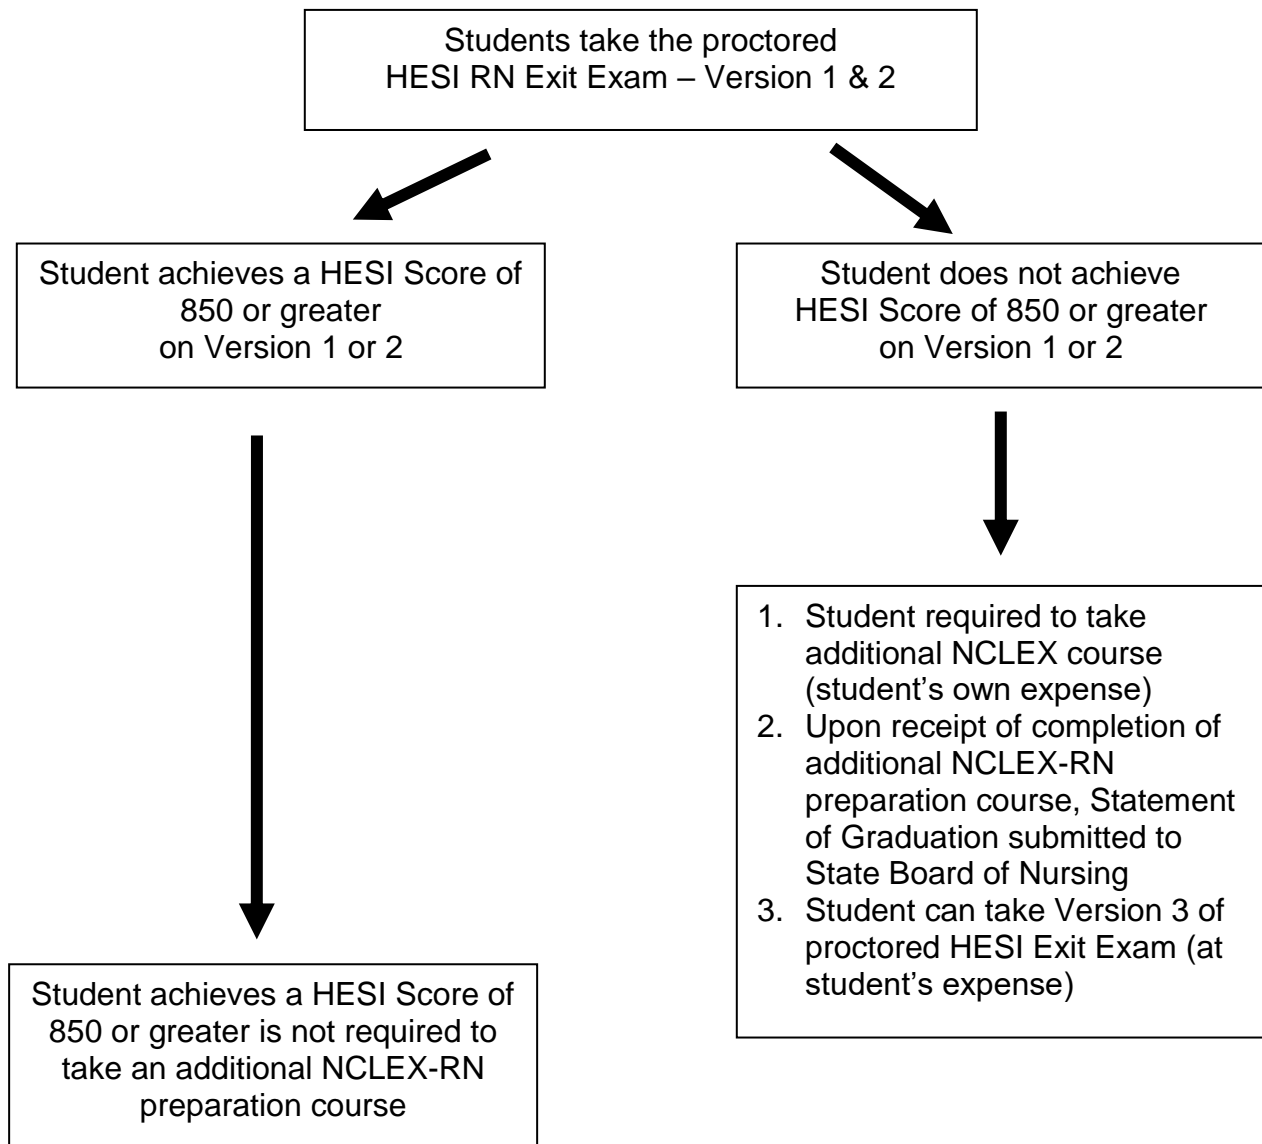 Students take the proctored
HESI RN Exit Exam – Version 1 & 2
Student achieves a HESI Score of
850 or greater
on Version 1 or 2
Student does not achieve
HESI Score of 850 or greater
on Version 1 or 2
1. Student required to take
additional NCLEX course
(student’s own expense)
2. Upon receipt of completion of
additional NCLEX-RN
preparation course, Statement
of Graduation submitted to
State Board of Nursing
3. Student can take Version 3 of
proctored HESI Exit Exam (at
student’s expense)
Student achieves a HESI Score of
850 or greater is not required to
take an additional NCLEX-RN
preparation course